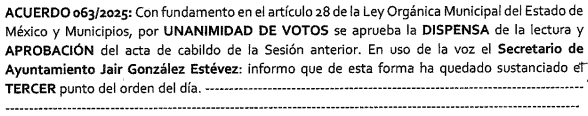 ACUERDO 063/2025: Con fundamento en el artículo 28 de la Ley Orgánica Municipal del Estado de
México y Municipios, por UNANIMIDAD DE VOTOS se aprueba la DISPENSA de la lectura y
APROBACIÓN del acta de cabildo de la Sesión anterior. En uso de la voz el Secretario de
Ayuntamiento Jair González Estévez: informo que de esta forma ha quedado sustanciado el
TERCER punto del orden del día. ------------------------------------------------------------
------------------------------------------------------------------------------------------